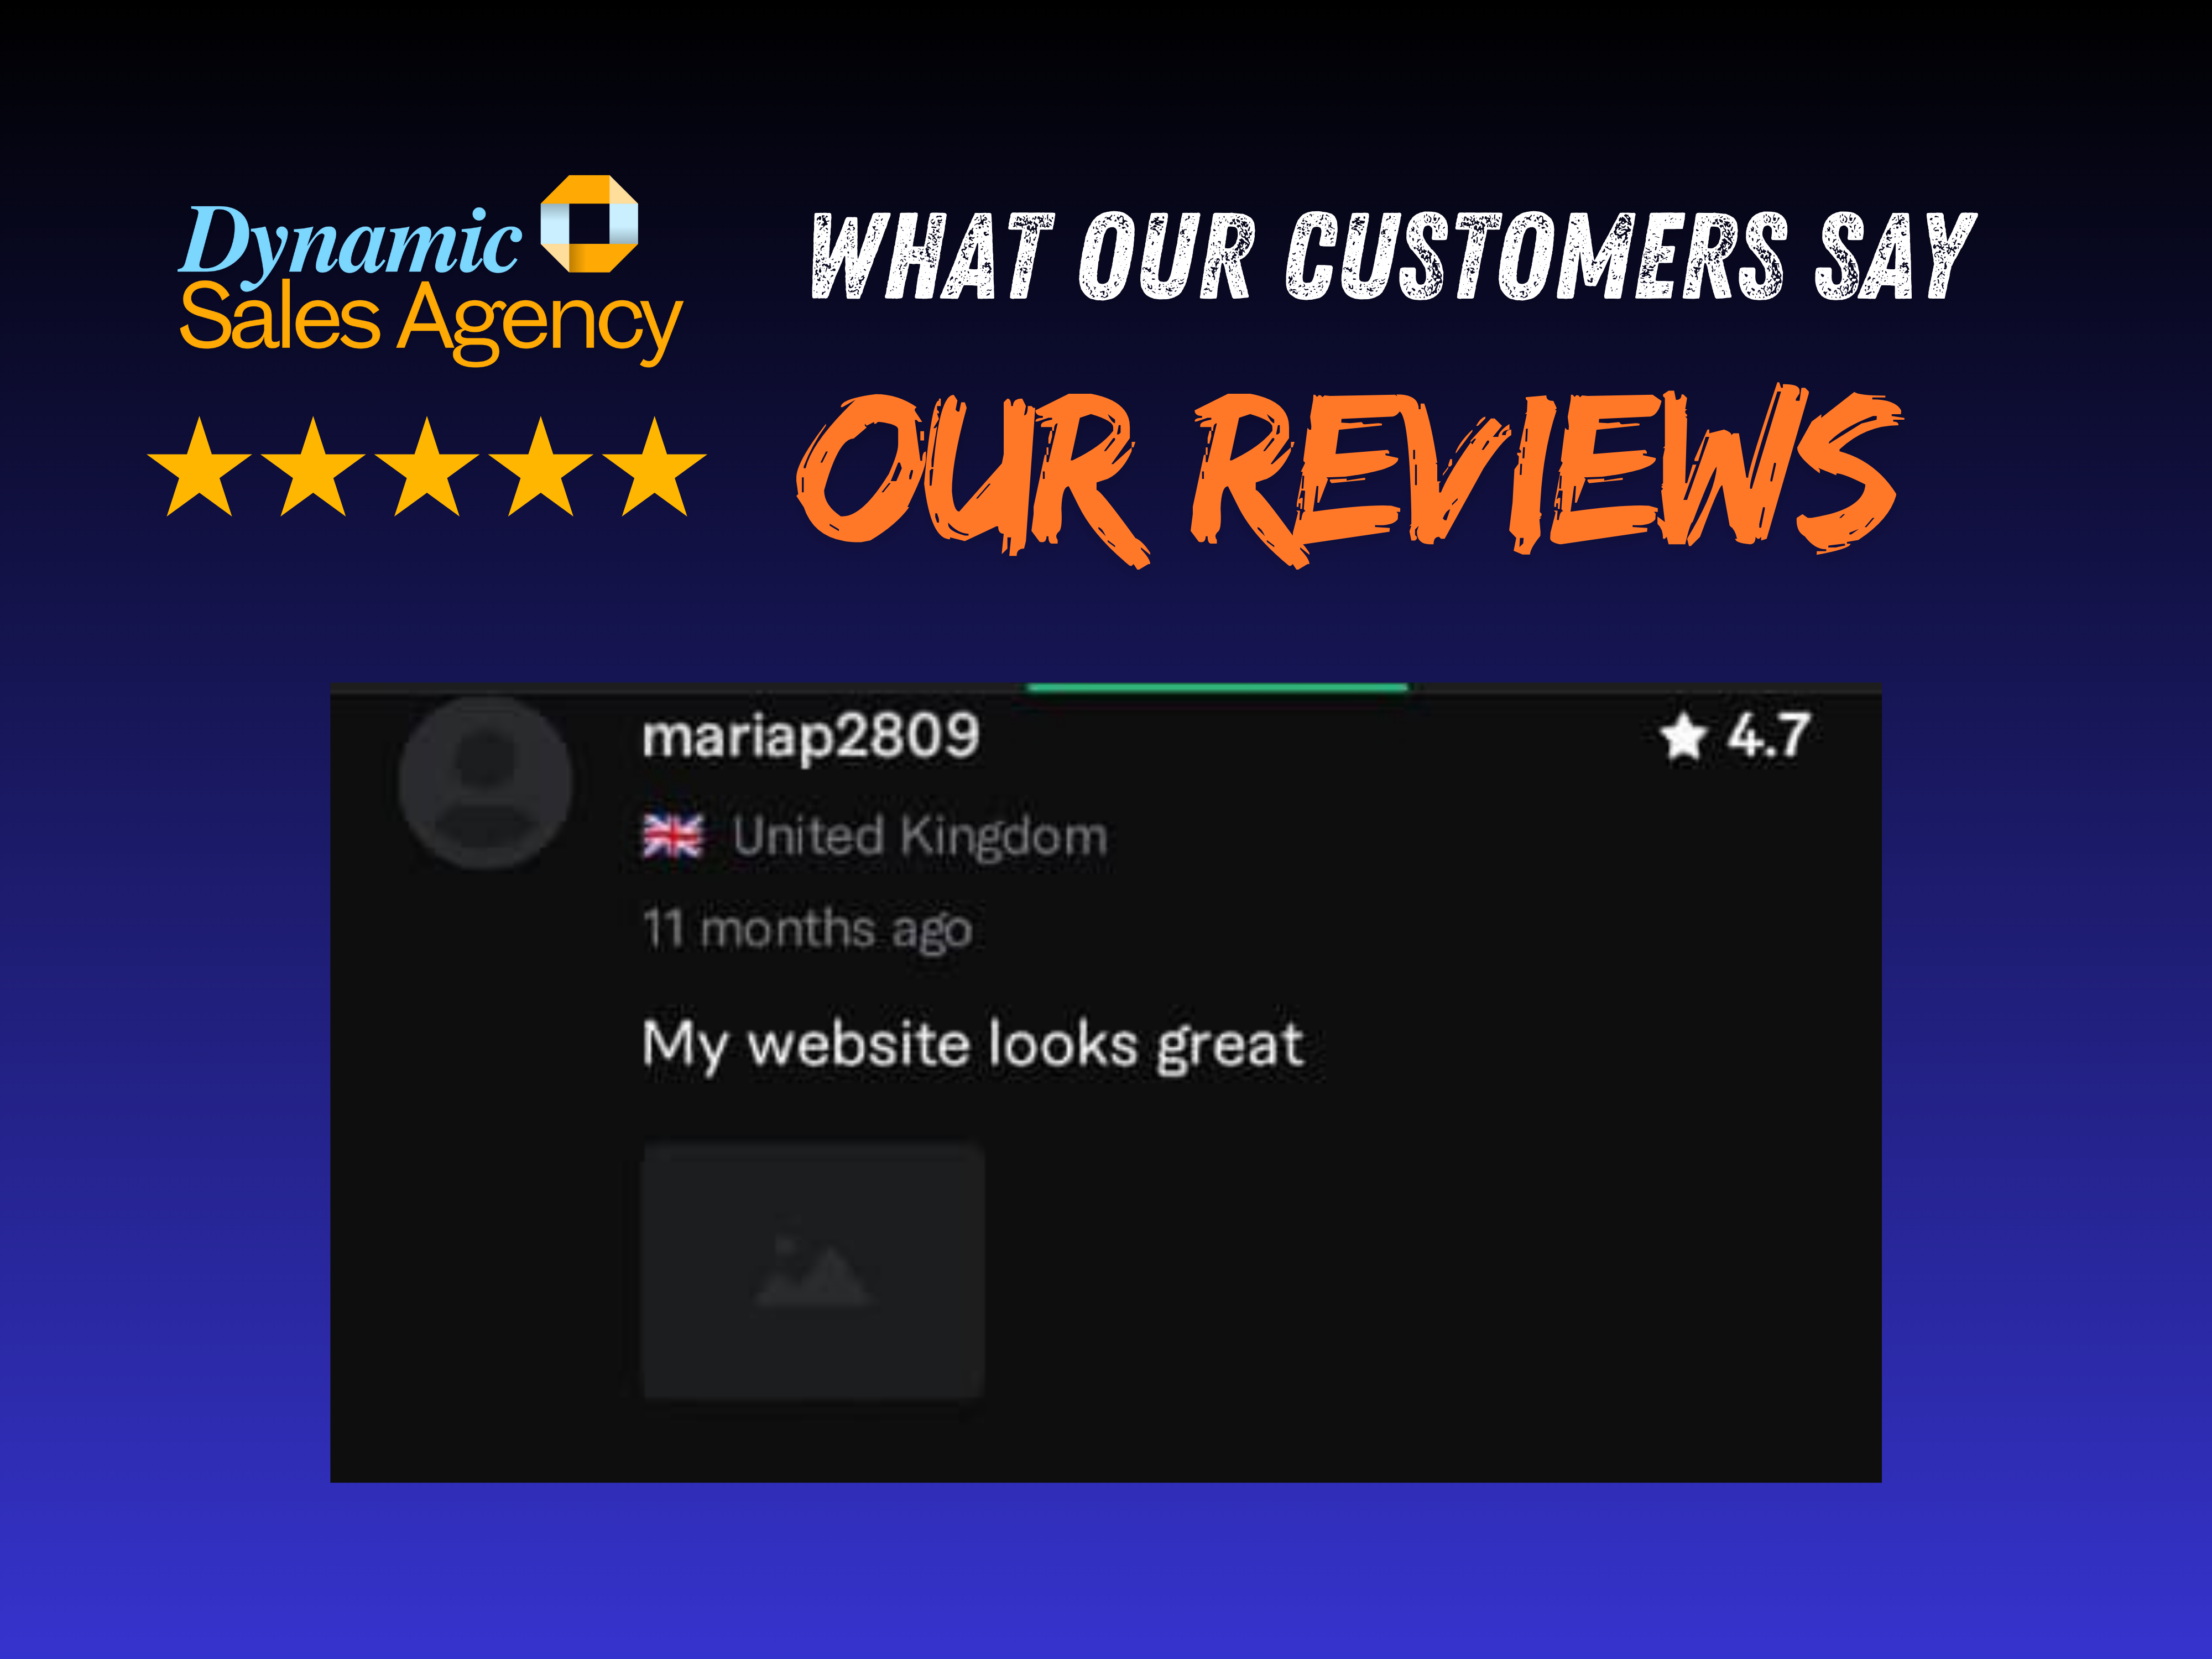 Dynamic
Sales Agency
WHAT OUR CUSTOMERS SAY
OUR REVIEWS
mariap2809
4.7
United Kingdom
11 months ago
My website looks great